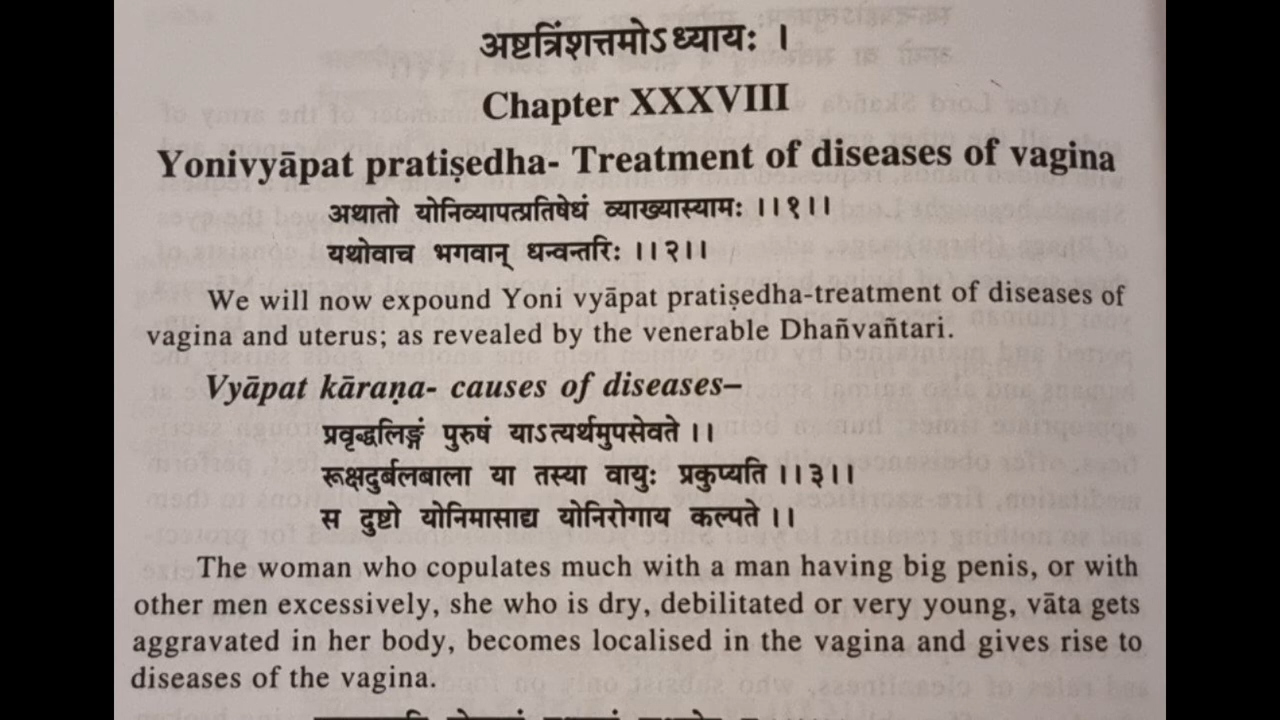 अष्टत्रिंशत्तमोऽध्यायः ।
Chapter XXXVIII
Yonivyāpat pratiṣedha- Treatment of diseases of vagina
अथातो योनिव्यापत्प्रतिषेधं व्याख्यास्यामः ।।१।।
यथोवाच भगवान् धन्वन्तरिः ।।२।।
We will now expound Yoni vyāpat pratiṣedha-treatment of diseases of
vagina and uterus; as revealed by the venerable Dhañvañtari.
Vyāpat kāraṇa- causes of diseases–
प्रवृद्धलिङ्गं पुरुषं याऽत्यर्थमुपसेवते ।।
रूक्षदुर्बलबाला या तस्या वायुः प्रकुप्यति ।।३।।
स दुष्टो योनिमासाद्य योनिरोगाय कल्पते ।।
The woman who copulates much with a man having big penis, or with
other men excessively, she who is dry, debilitated or very young, vāta gets
aggravated in her body, becomes localised in the vagina and gives rise to
diseases of the vagina.